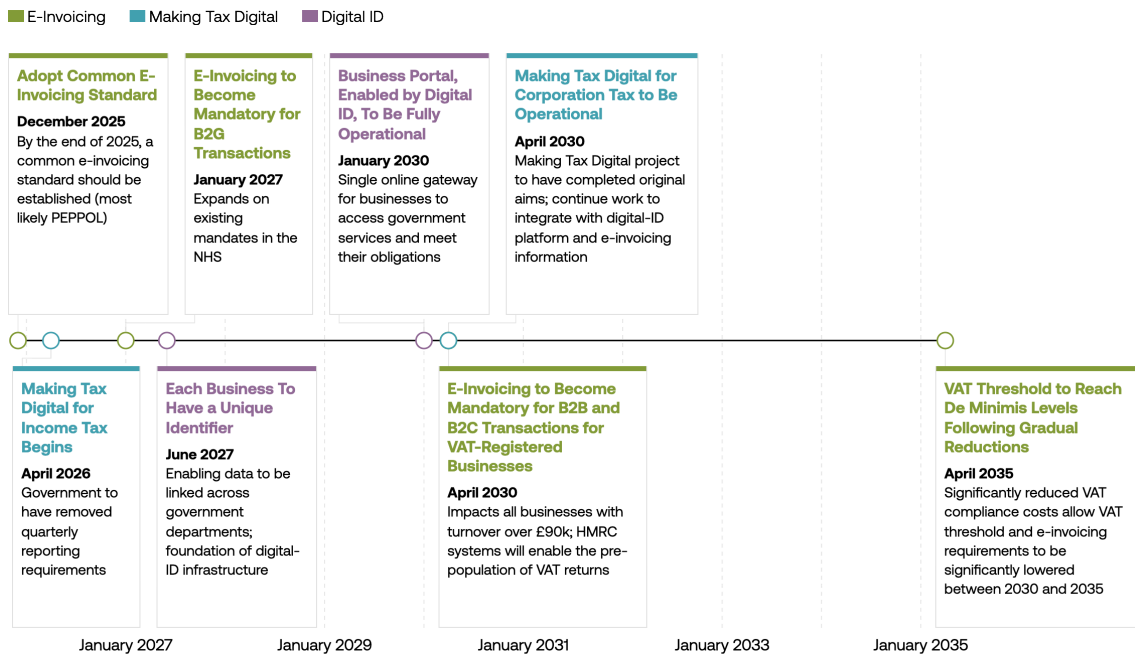 E-Invoicing
Making Tax Digital
Digital ID
Adopt Common E-
Invoicing Standard
December 2025
By the end of 2025, a
common e-invoicing
standard should be
established (most
likely PEPPOL)
E-Invoicing to
Become
Mandatory for
B2G
Transactions
January 2027
Expands on
existing
mandates in the
NHS
Business Portal,
Enabled by Digital
ID, To Be Fully
Operational
January 2030
Single online gateway
for businesses to
access government
services and meet
their obligations
Making Tax Digital for
Corporation Tax to Be
Operational
April 2030
Making Tax Digital project
to have completed original
aims; continue work to
integrate with digital-ID
platform and e-invoicing
information
Making Tax
Digital for
Income Tax
Begins
April 2026
Government to
have removed
quarterly
reporting
requirements
Each Business To
Have a Unique
Identifier
June 2027
Enabling data to be
linked across
government
departments;
foundation of digital-
ID infrastructure
E-Invoicing to Become
Mandatory for B2B and
B2C Transactions for
VAT-Registered
Businesses
April 2030
Impacts all businesses with
turnover over £90k; HMRC
systems will enable the pre-
population of VAT returns
VAT Threshold to Reach
De Minimis Levels
Following Gradual
Reductions
April 2035
Significantly reduced VAT
compliance costs allow VAT
threshold and e-invoicing
requirements to be
significantly lowered
between 2030 and 2035
January 2027
January 2029
January 2031
January 2033
January 2035